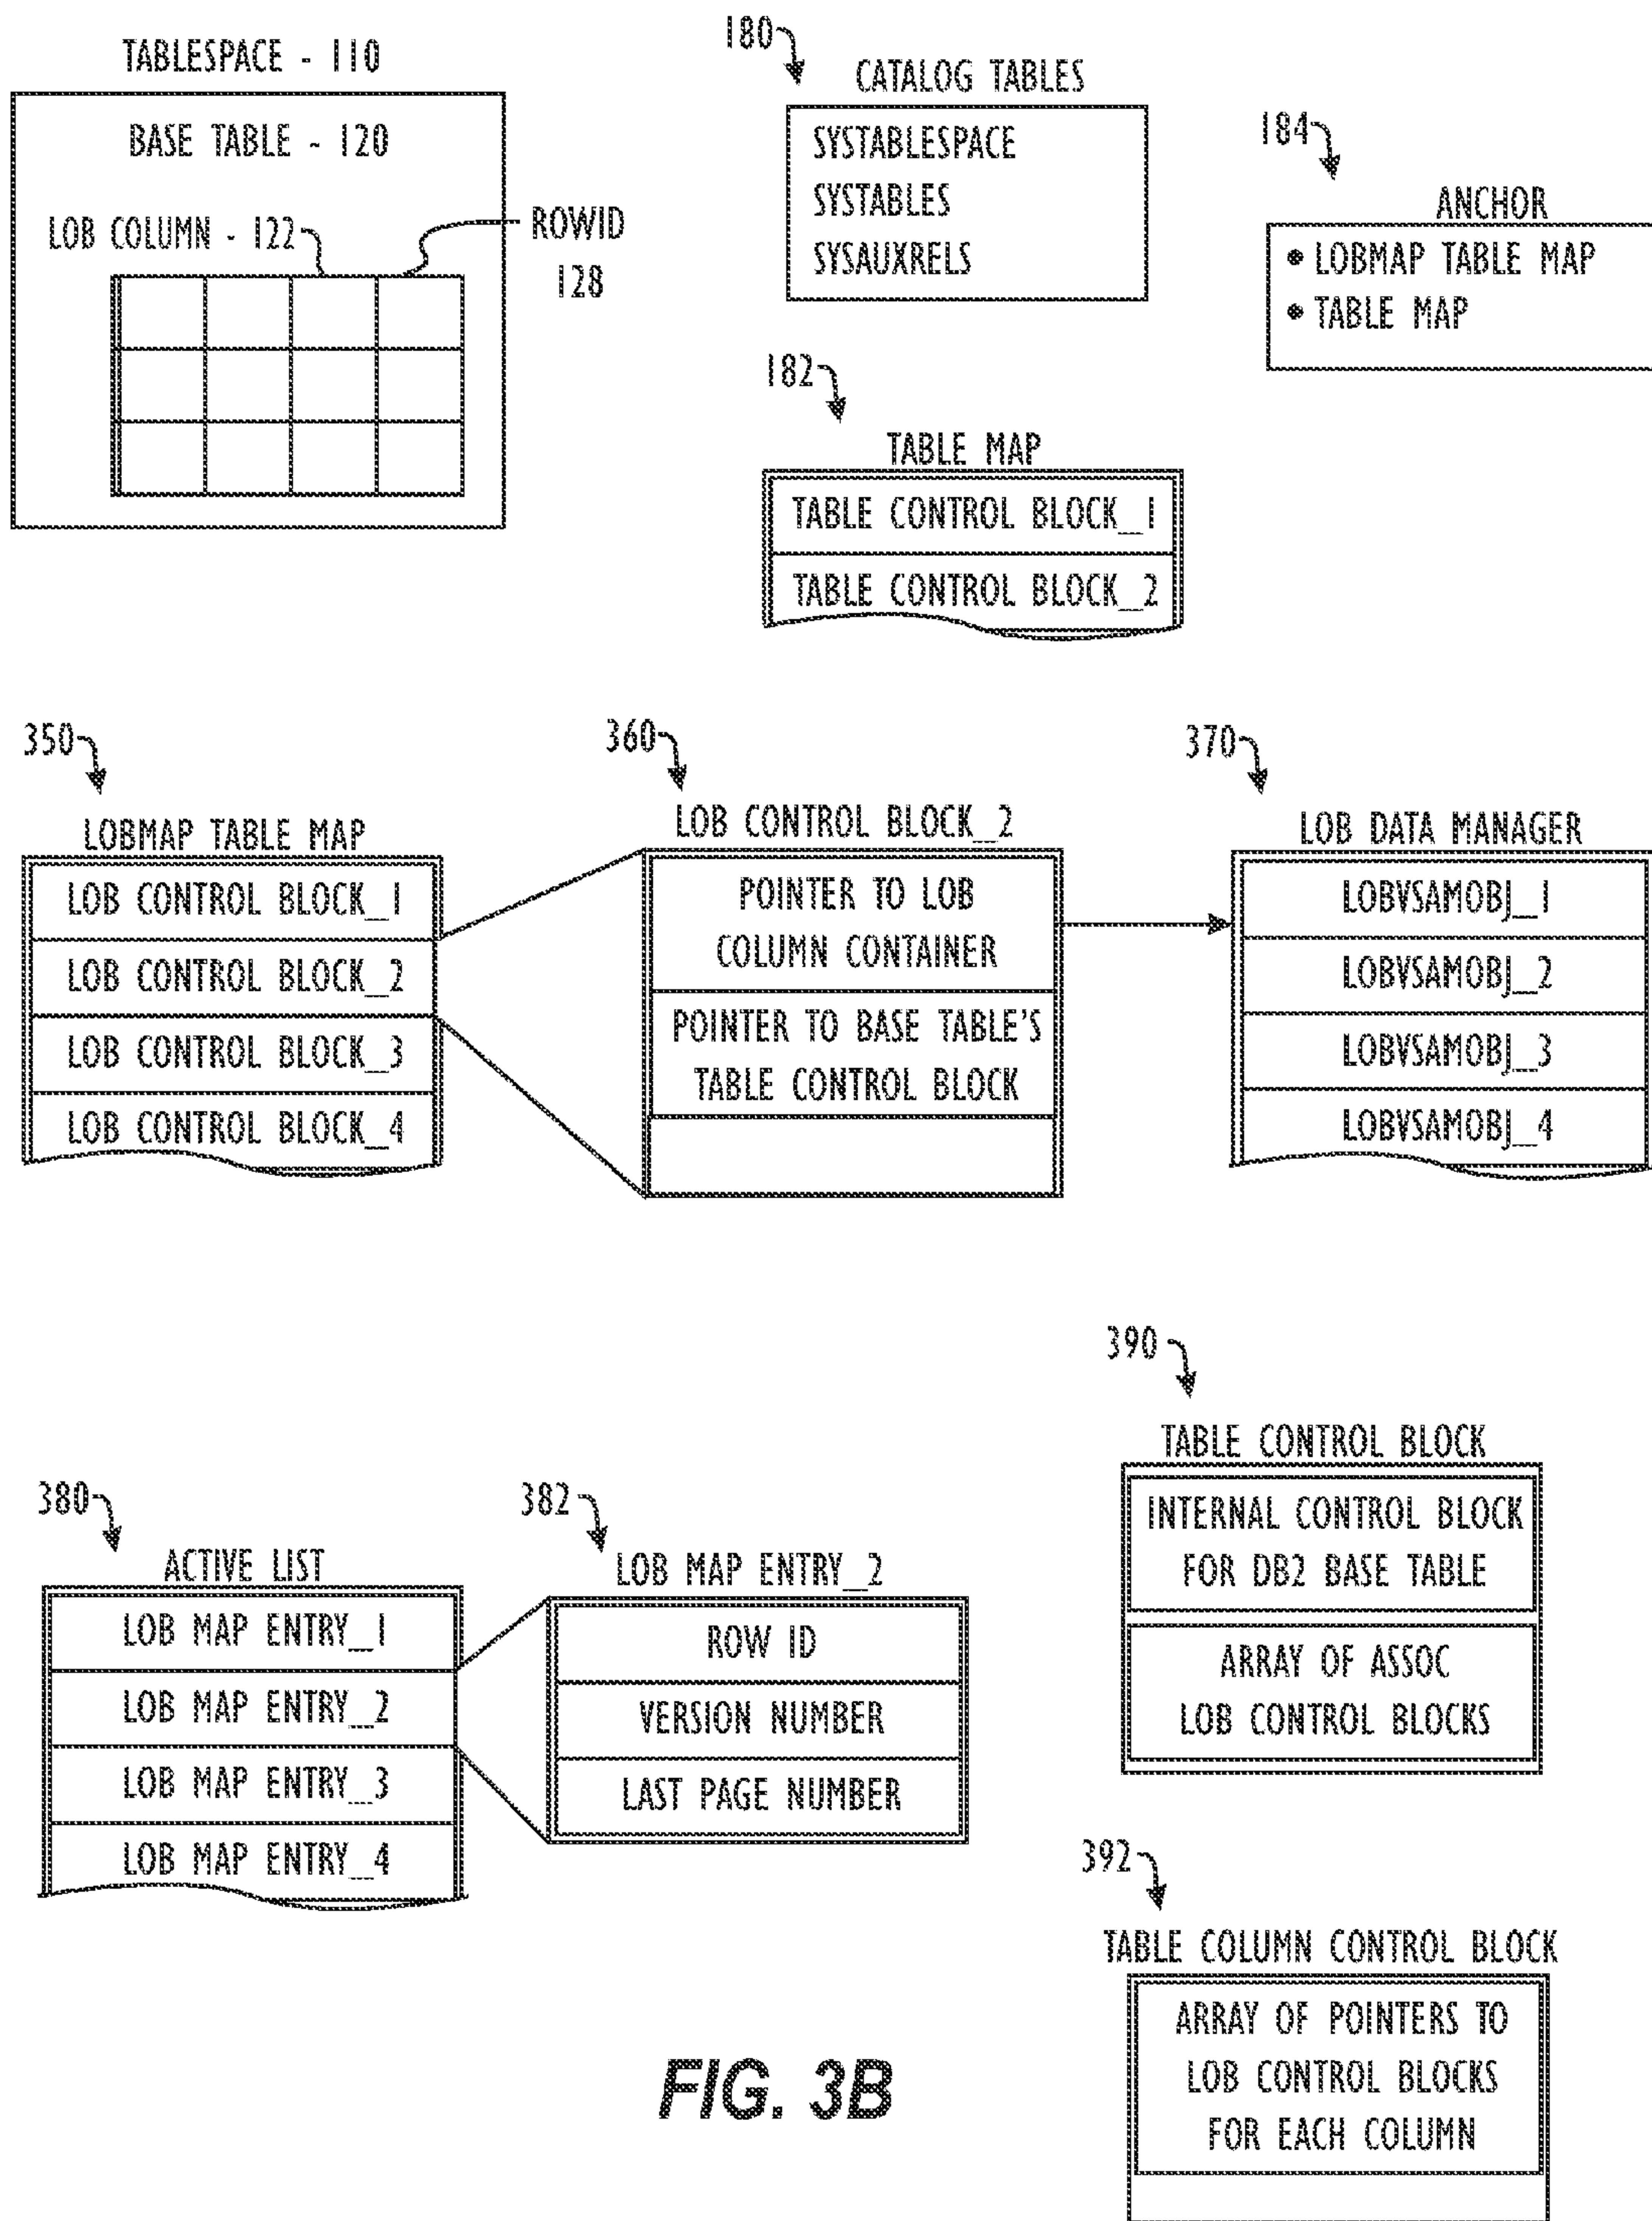 TABLESPACE - 110
BASE TABLE - 120
LOB COLUMN - 122
ROWID
128
180
CATALOG TABLES
SYSTABLESPACE
SYSTABLES
SYSAUXRELS
184
ANCHOR
• LOBMAP TABLE MAP
• TABLE MAP
182
TABLE MAP
TABLE CONTROL BLOCK_1
TABLE CONTROL BLOCK_2
350
LOBMAP TABLE MAP
LOB CONTROL BLOCK_1
LOB CONTROL BLOCK_2
LOB CONTROL BLOCK_3
LOB CONTROL BLOCK_4
360
LOB CONTROL BLOCK_2
POINTER TO LOB
COLUMN CONTAINER
POINTER TO BASE TABLE'S
TABLE CONTROL BLOCK
370
LOB DATA MANAGER
LOBVSAMOBJ_1
LOBVSAMOBJ_2
LOBVSAMOBJ_3
LOBVSAMOBJ_4
380
ACTIVE LIST
LOB MAP ENTRY_1
LOB MAP ENTRY_2
LOB MAP ENTRY_3
LOB MAP ENTRY_4
382
LOB MAP ENTRY_2
ROW ID
VERSION NUMBER
LAST PAGE NUMBER
390
TABLE CONTROL BLOCK
INTERNAL CONTROL BLOCK
FOR DB2 BASE TABLE
ARRAY OF ASSOC
LOB CONTROL BLOCKS
392
TABLE COLUMN CONTROL BLOCK
ARRAY OF POINTERS TO
LOB CONTROL BLOCKS
FOR EACH COLUMN
FIG. 3B